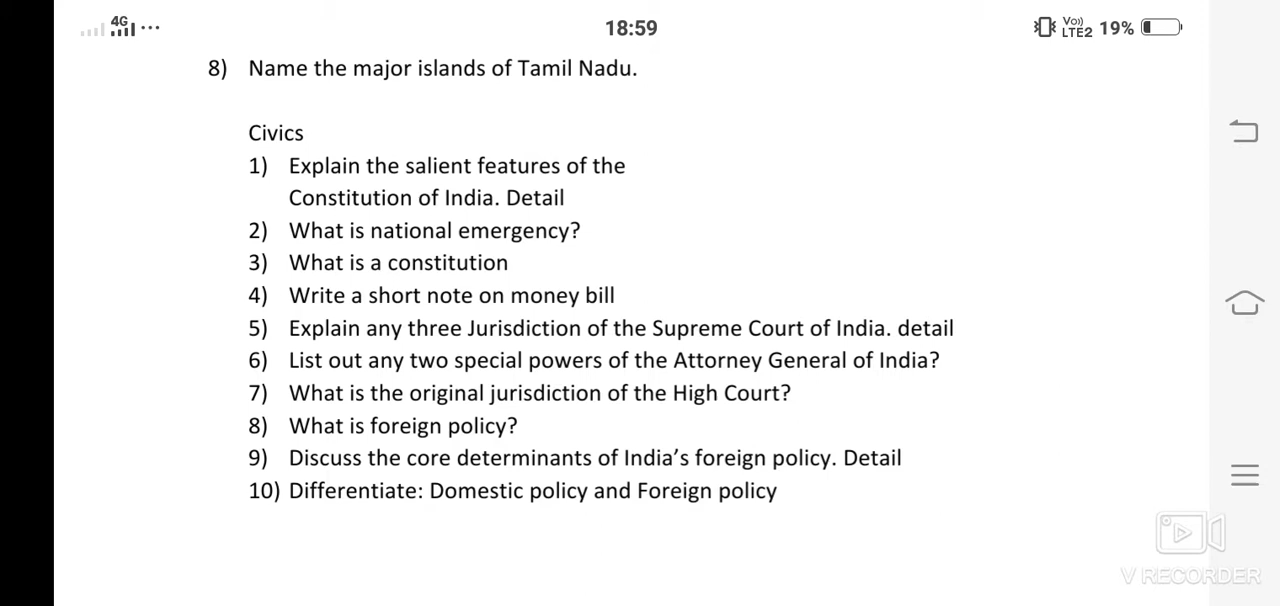 4G ...
18:59
Vo))
LTE2 19%
8) Name the major islands of Tamil Nadu.
Civics
1) Explain the salient features of the
Constitution of India. Detail
2) What is national emergency?
3) What is a constitution
4) Write a short note on money bill
5) Explain any three Jurisdiction of the Supreme Court of India. detail
6) List out any two special powers of the Attorney General of India?
7) What is the original jurisdiction of the High Court?
8) What is foreign policy?
9) Discuss the core determinants of India’s foreign policy. Detail
10) Differentiate: Domestic policy and Foreign policy
V RECORDER